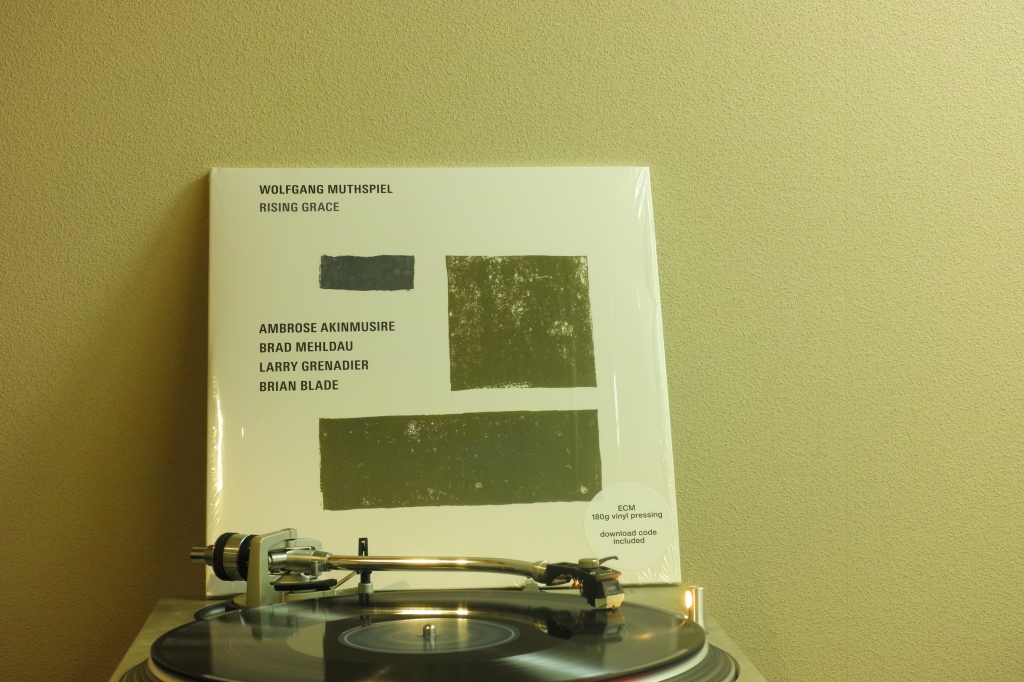 WOLFGANG MUTHSPIEL
RISING GRACE
AMBROSE AKINMUSIRE
BRAD MEHLDAU
LARRY GRENADIER
BRIAN BLADE
ECM
180g vinyl pressing
download code
included